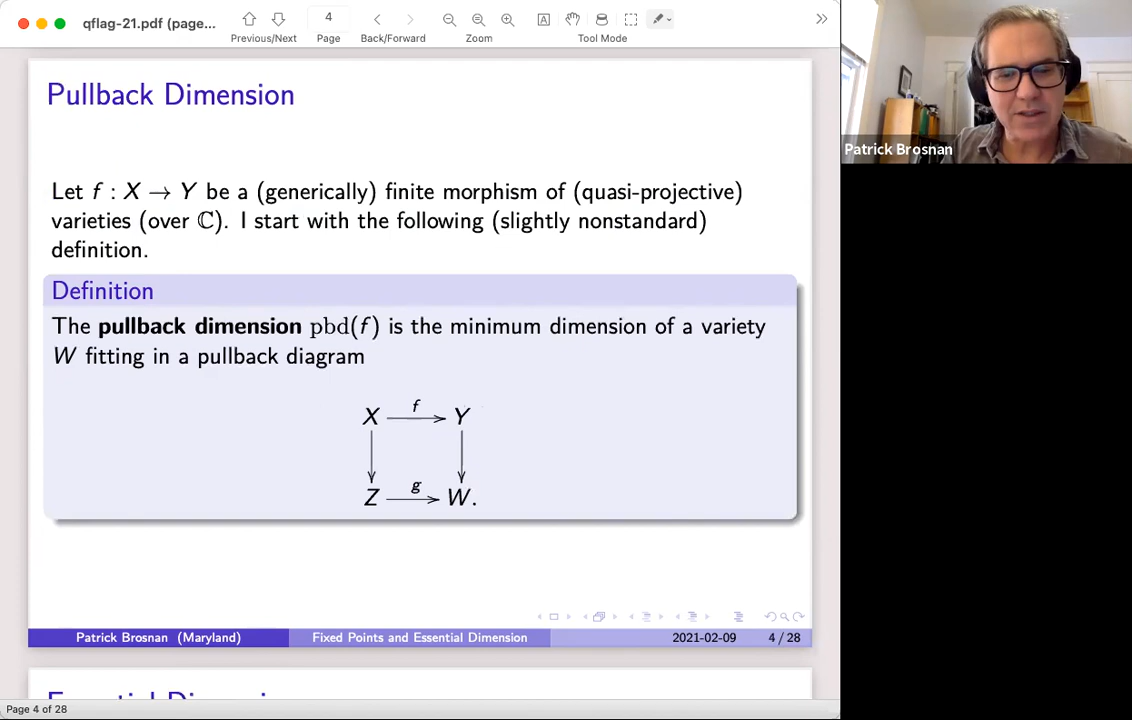 qflag-21.pdf (page...
4
Previous/Next
Page
Back/Forward
Zoom
Tool Mode
Patrick Brosnan
Pullback Dimension
Let f : X → Y be a (generically) finite morphism of (quasi-projective)
varieties (over ℂ). I start with the following (slightly nonstandard)
definition.
Definition
The pullback dimension pbd(f) is the minimum dimension of a variety
W fitting in a pullback diagram
f
X Y
g
Z W.
Patrick Brosnan (Maryland) Fixed Points and Essential Dimension 2021-02-09 4 / 28
Page 4 of 28